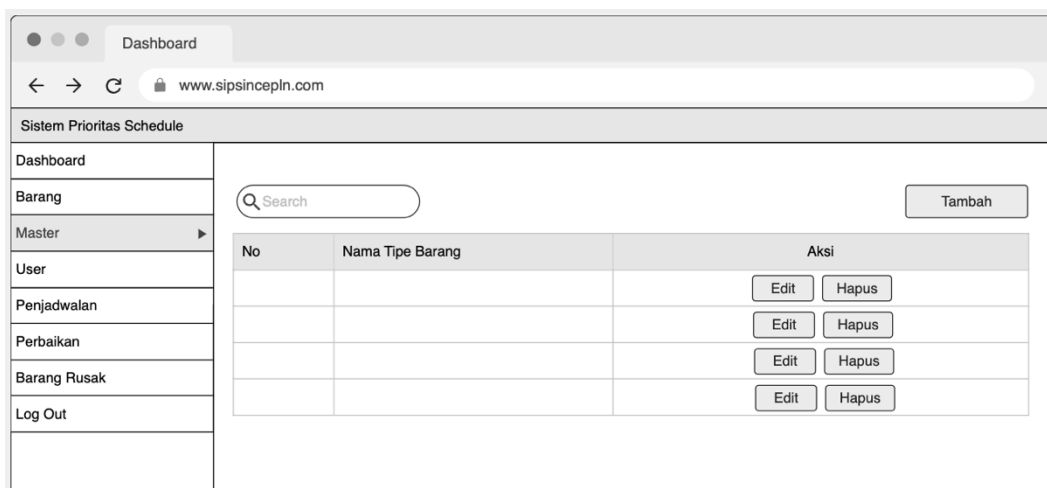 Dashboard
www.sipsincepln.com
Sistem Prioritas Schedule
Dashboard
Barang
Master
User
Penjadwalan
Perbaikan
Barang Rusak
Log Out
Search
Tambah
No Nama Tipe Barang Aksi
Edit Hapus
Edit Hapus
Edit Hapus
Edit Hapus